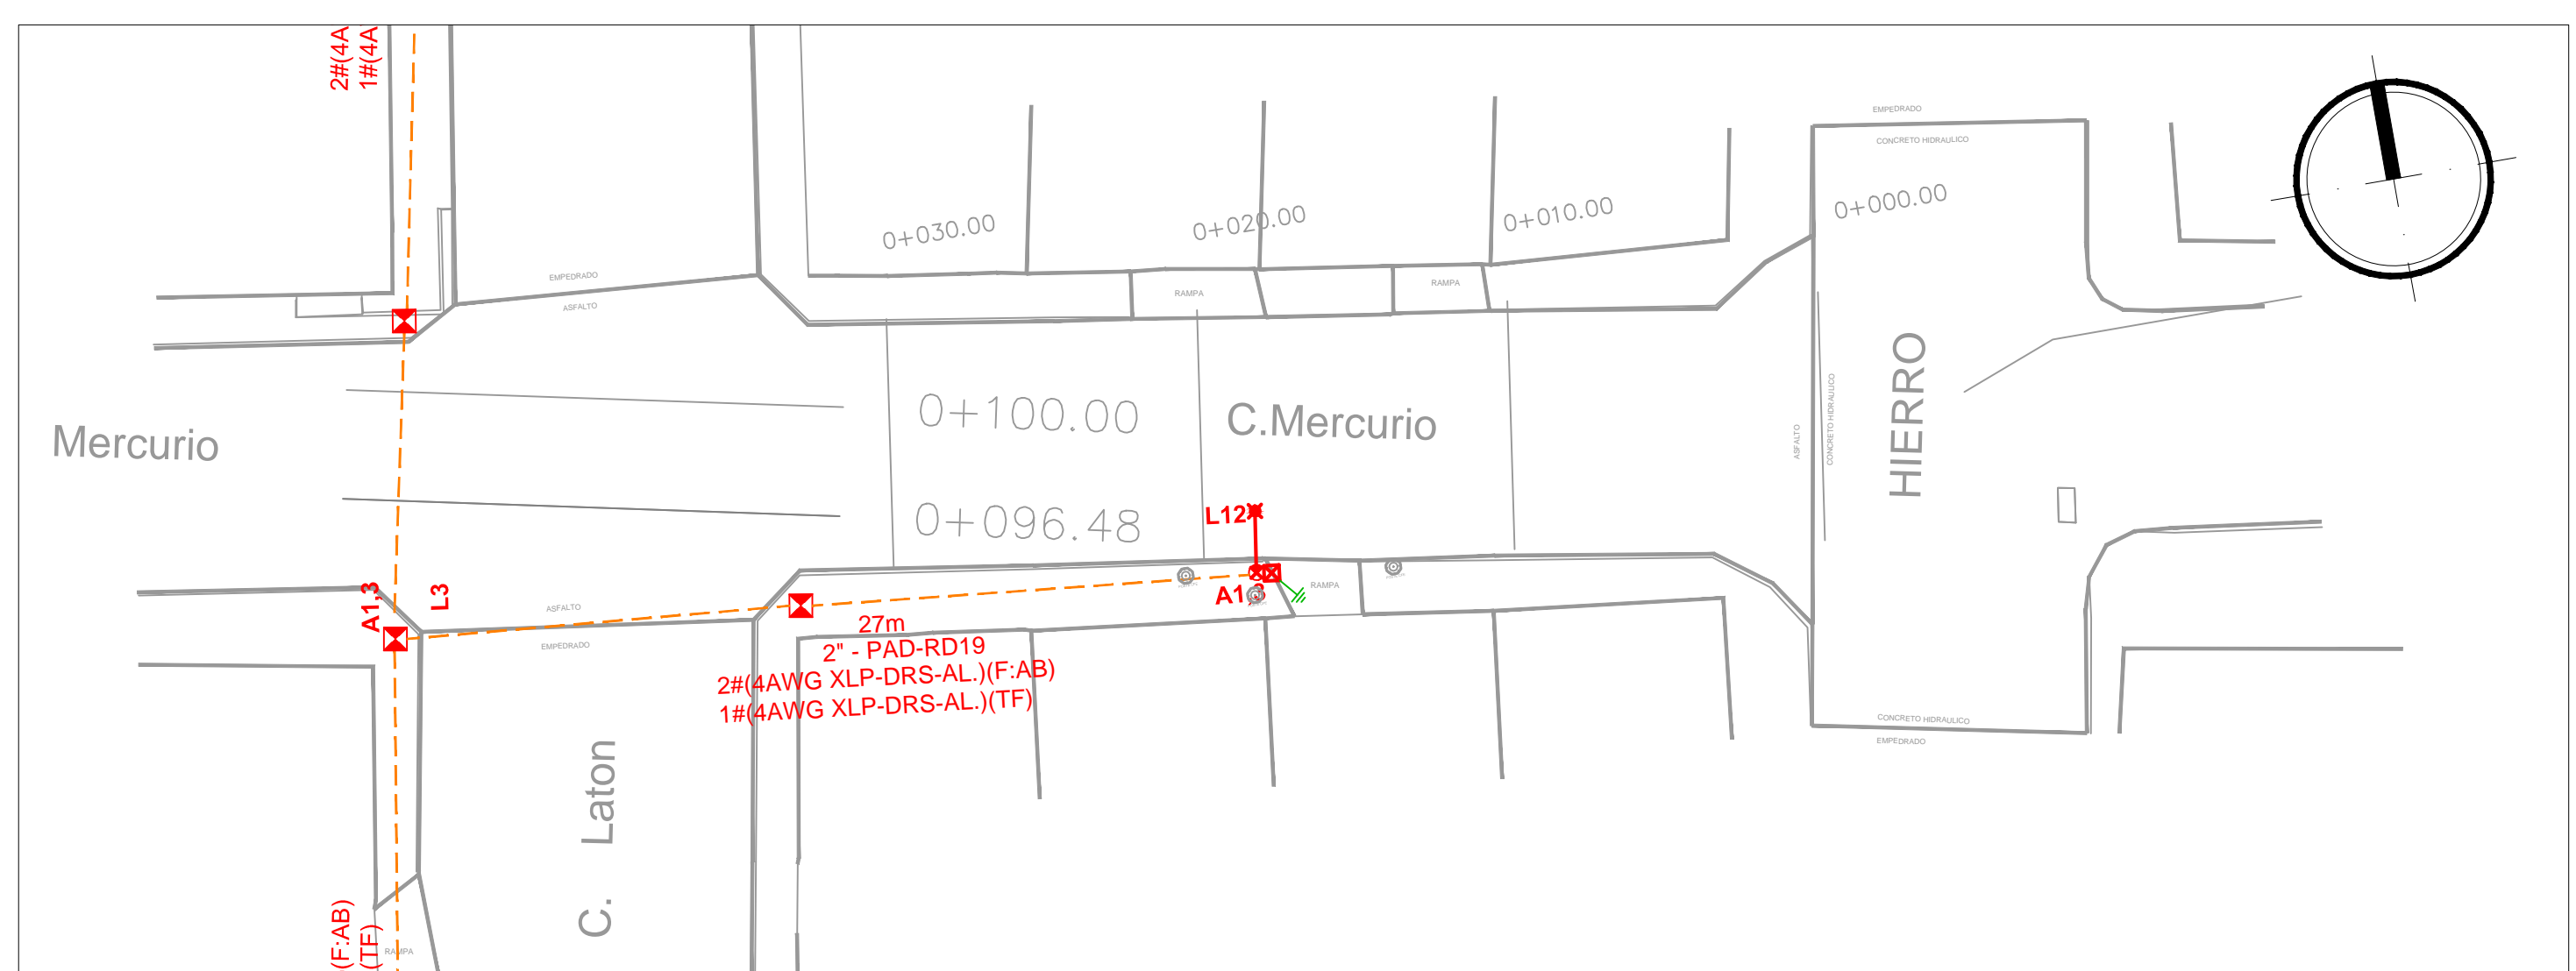 2#(4A
1#(4A
EMPEDRADO
CONCRETO HIDRAULICO
0+030.00
0+020.00
0+010.00
0+000.00
EMPEDRADO
ASFALTO
RAMPA
RAMPA
Mercurio
0+100.00
C.Mercurio
HIERRO
ASFALTO
CONCRETO HIDRAULICO
0+096.48
L12
A1,3
L3
ASFALTO
EMPEDRADO
RAMPA
27m
2" - PAD-RD19
2#(4AWG XLP-DRS-AL.)(F:AB)
1#(4AWG XLP-DRS-AL.)(TF)
C. Laton
CONCRETO HIDRAULICO
EMPEDRADO
(F:AB)
(TF)
RAMPA